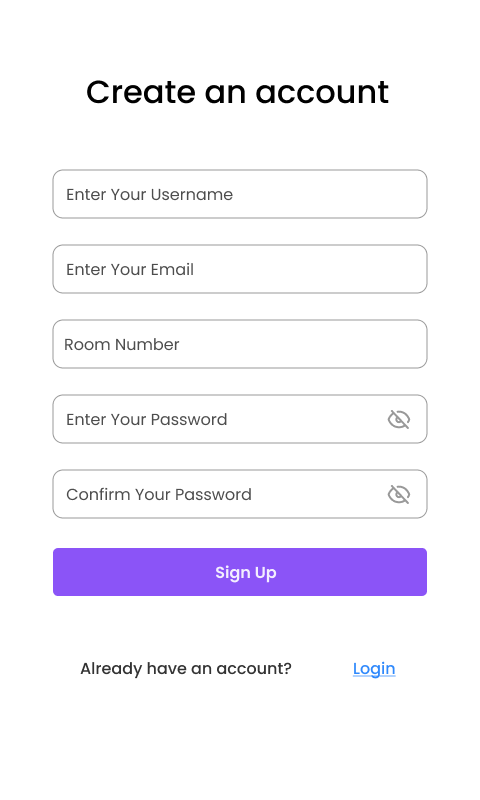 Create an account
Enter Your Username
Enter Your Email
Room Number
Enter Your Password
Confirm Your Password
Sign Up
Already have an account? Login